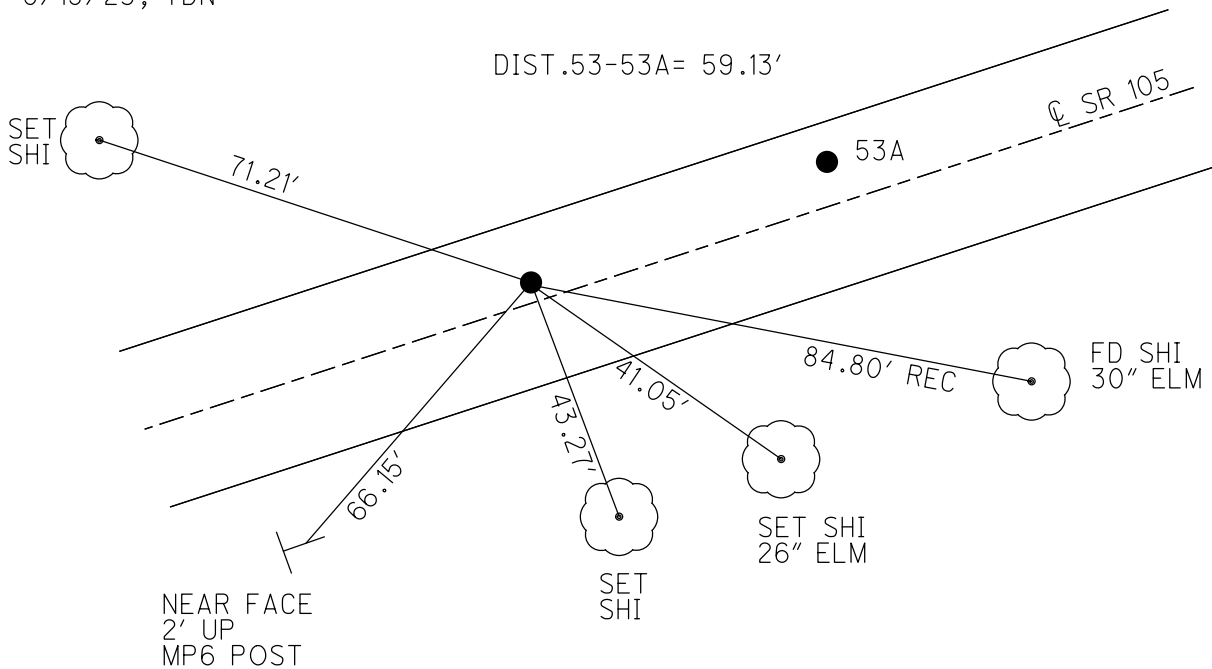 DIST.53-53A= 59.13'
℄ SR 105
SET
SHI
53A
71.21'
84.80' REC
FD SHI
30" ELM
41.05'
43.27'
66.15'
SET SHI
26" ELM
SET
SHI
NEAR FACE
2' UP
MP6 POST